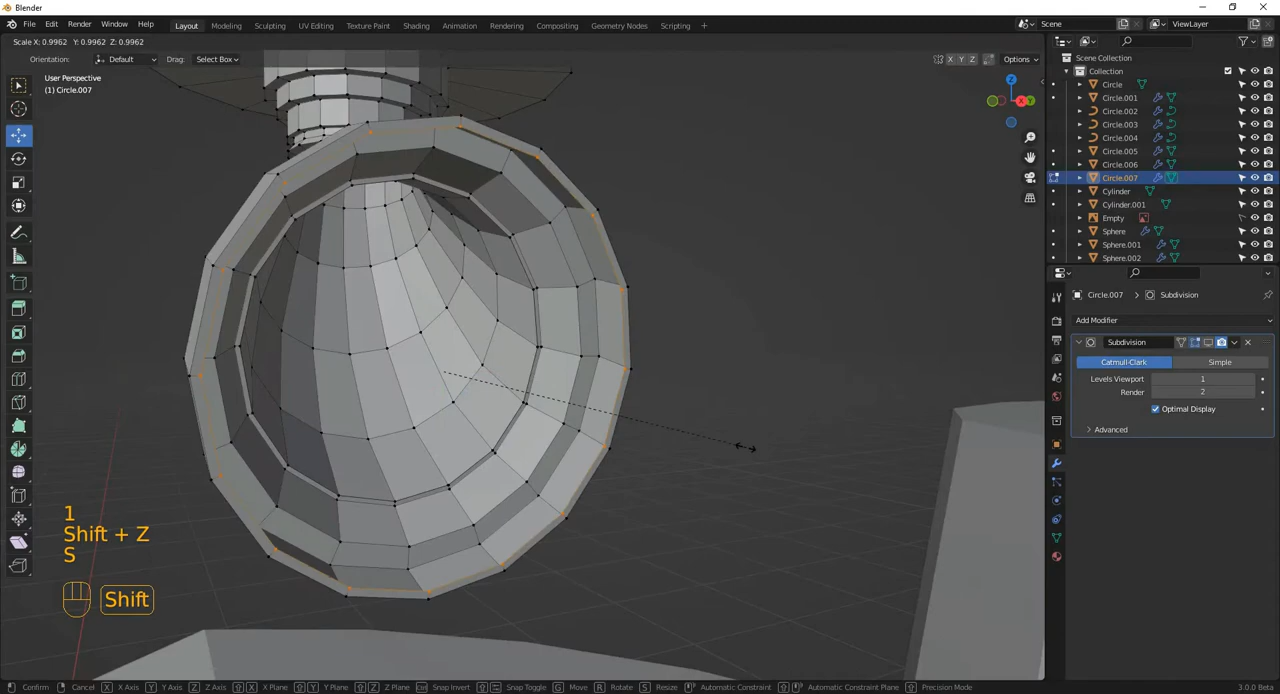 Blender
File Edit Render Window Help Layout Modeling Sculpting UV Editing Texture Paint Shading Animation Rendering Compositing Geometry Nodes Scripting + Scene ViewLayer
Scale X: 0.9962 Y: 0.9962 Z: 0.9962
Orientation: Default Drag: Select Box X Y Z Options
User Perspective
(1) Circle.007
Z
X
Y
Scene Collection
Collection
Circle
Circle.001
Circle.002
Circle.003
Circle.004
Circle.005
Circle.006
Circle.007
Cylinder
Cylinder.001
Empty
Sphere
Sphere.001
Sphere.002
Circle.007 > Subdivision
Add Modifier
Subdivision
Catmull-Clark Simple
Levels Viewport 1
Render 2
Optimal Display
Advanced
1
Shift + Z
S
Shift
Confirm Cancel X X Axis Y Y Axis Z Z Axis X X Plane Y Y Plane Z Z Plane Snap Invert Snap Toggle G Move R Rotate S Resize Automatic Constraint Automatic Constraint Plane Precision Mode 3.0.0 Beta